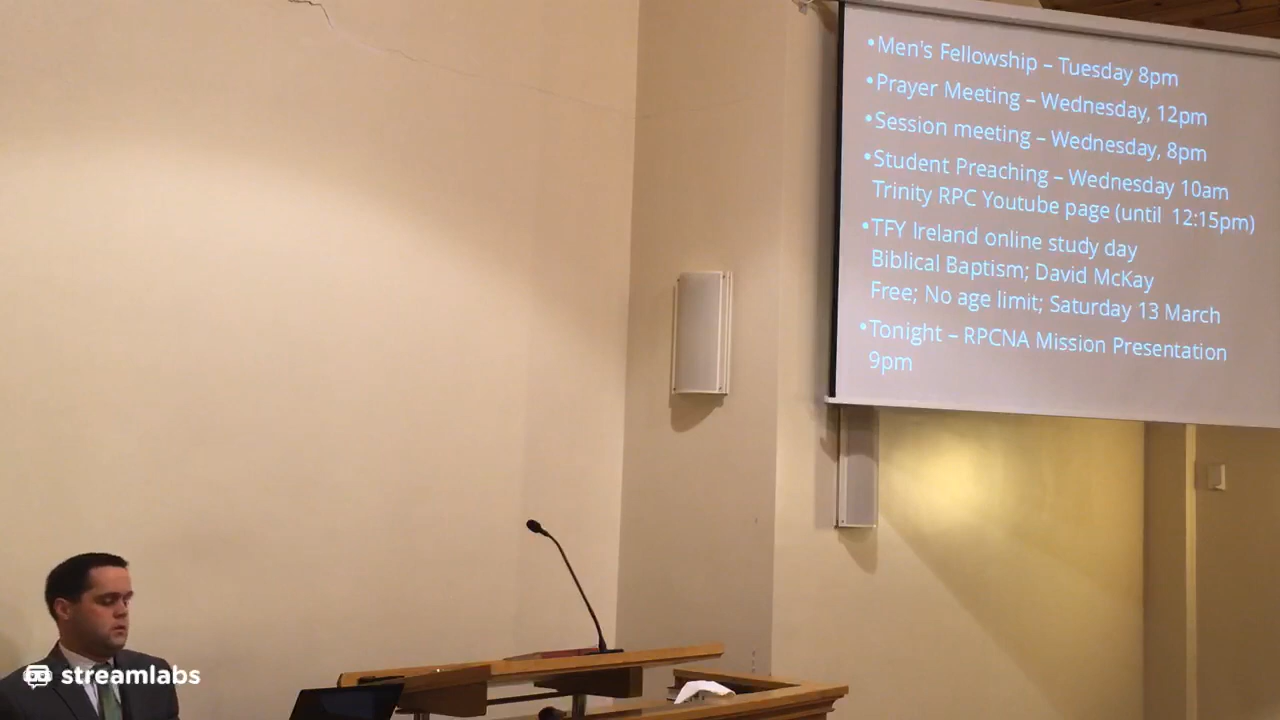 •Men's Fellowship – Tuesday 8pm
•Prayer Meeting – Wednesday, 12pm
•Session meeting – Wednesday, 8pm
•Student Preaching – Wednesday 10am
Trinity RPC Youtube page (until 12:15pm)
•TFY Ireland online study day
Biblical Baptism; David McKay
Free; No age limit; Saturday 13 March
•Tonight – RPCNA Mission Presentation
9pm
streamlabs